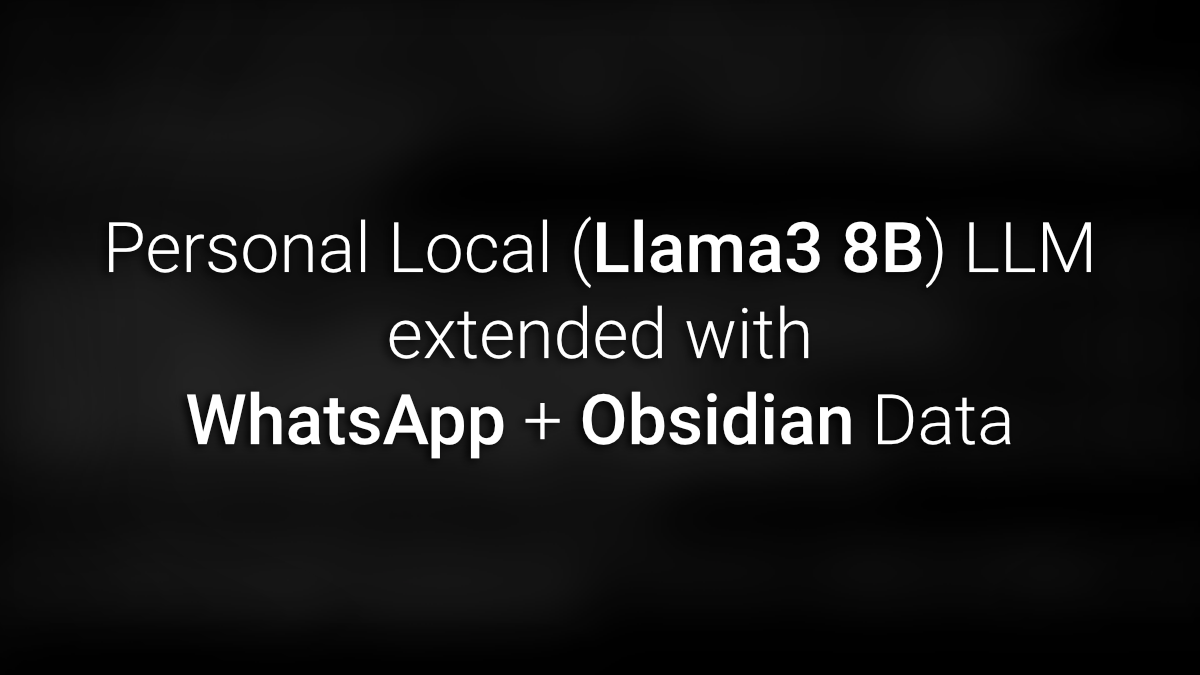 Personal Local (Llama3 8B) LLM
extended with
WhatsApp + Obsidian Data